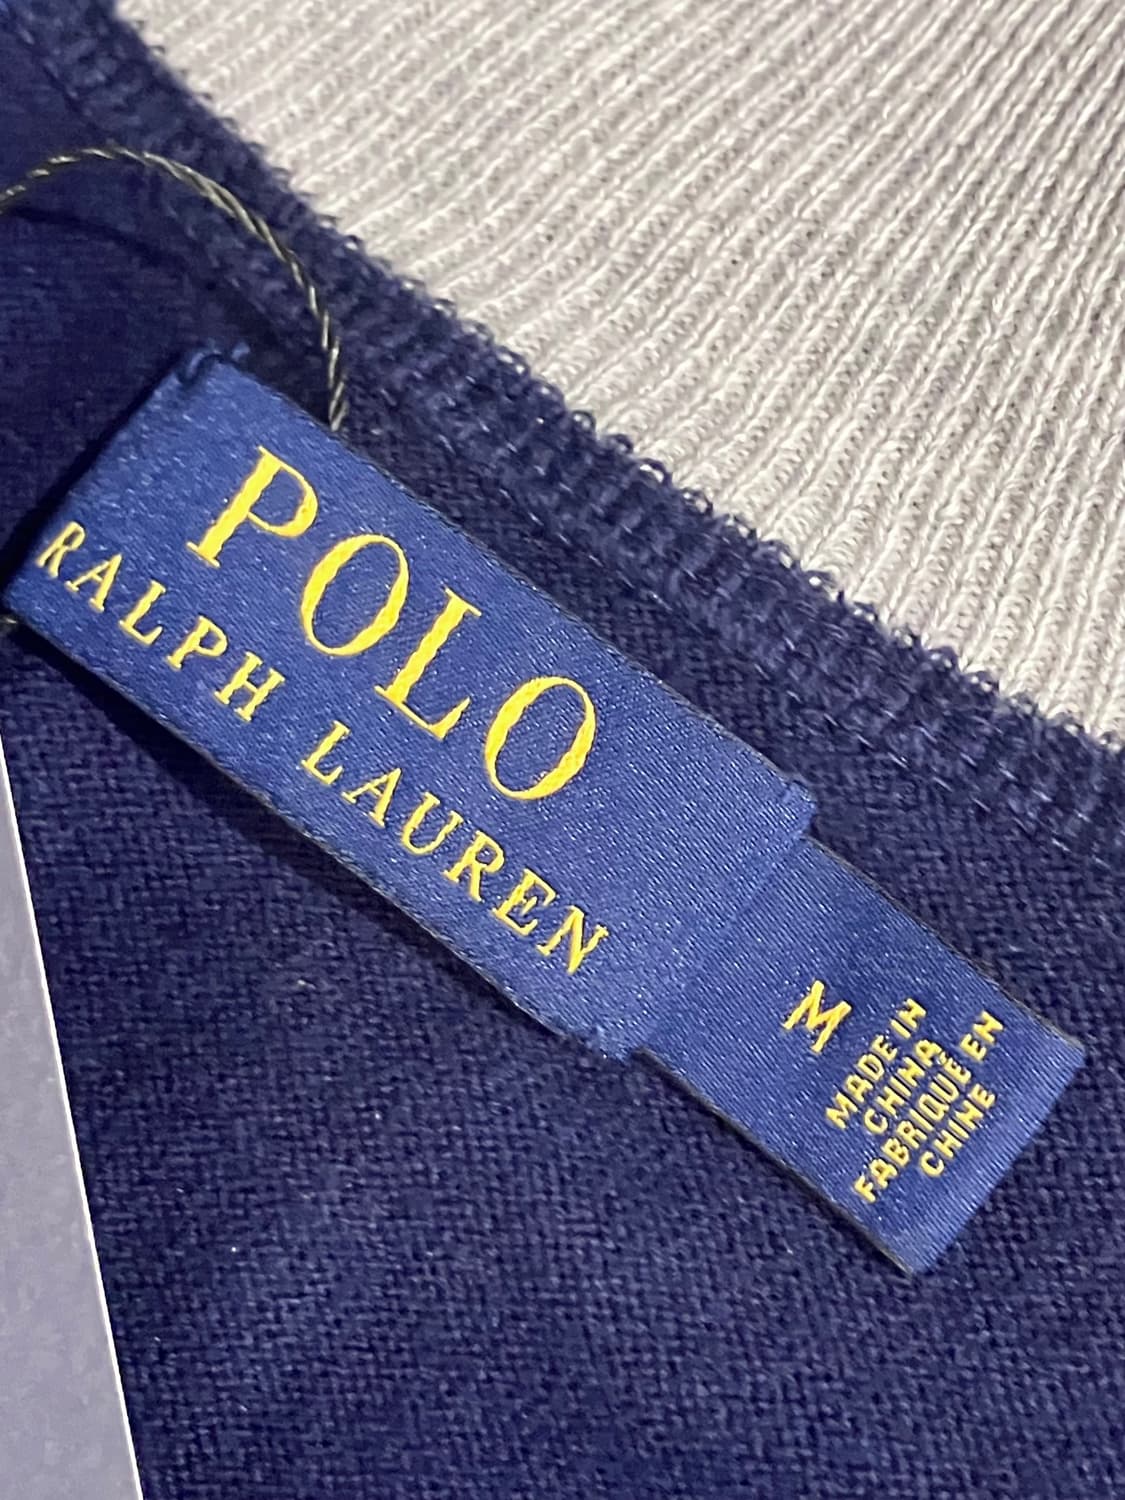 POLO
RALPH LAUREN
M
MADE IN
CHINA
FABRIQUÉ EN
CHINE